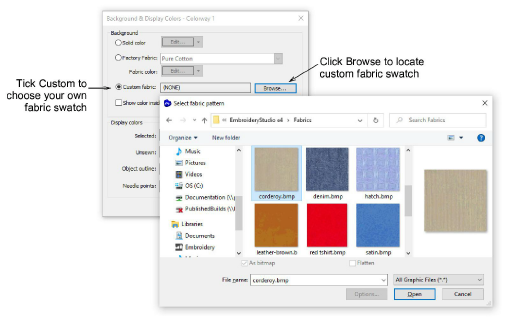 Background & Display Colors - Colorway 1
Background
Solid color
Edit...
Factory Fabric:
Pure Cotton
Fabric color:
Edit...
Custom fabric:
(NONE)
Browse...
Display colors
Selected:
Unsewn:
Object outline:
Needle points:
Tick Custom to
choose your own
fabric swatch
Click Browse to locate
custom fabric swatch
Select fabric pattern
EmbroideryStudio e4 > Fabrics
Search Fabrics
Organize
New folder
Music
Pictures
Videos
OS (C:)
Documentation (\\
PublishedBuilds (\\
Libraries
Documents
Embroidery
corderoy.bmp
denim.bmp
hatch.bmp
leather-brown.b
red tshirt.bmp
satin.bmp
As bitmap
Flatten
File name:
corderoy.bmp
All Graphic Files (*.*)
Options...
Open
Cancel